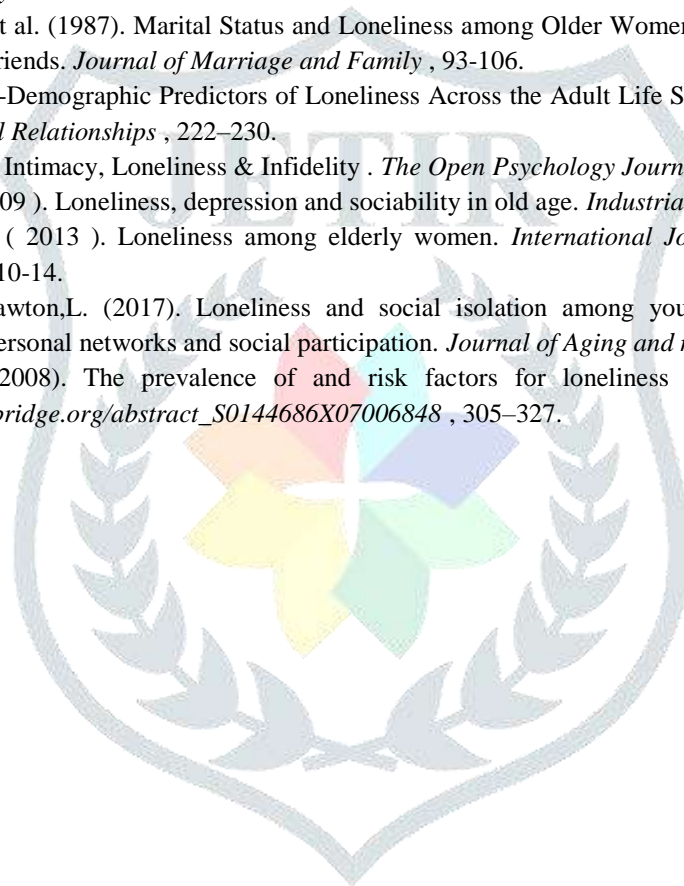 t al. (1987). Marital Status and Loneliness among Older Women
riends. Journal of Marriage and Family , 93-106.
-Demographic Predictors of Loneliness Across the Adult Life S
l Relationships , 222–230.
Intimacy, Loneliness & Infidelity . The Open Psychology Journ
JETIR
09 ). Loneliness, depression and sociability in old age. Industria
( 2013 ). Loneliness among elderly women. International Jo
10-14.
awton,L. (2017). Loneliness and social isolation among you
ersonal networks and social participation. Journal of Aging and
2008). The prevalence of and risk factors for loneliness
bridge.org/abstract_S0144686X07006848 , 305–327.